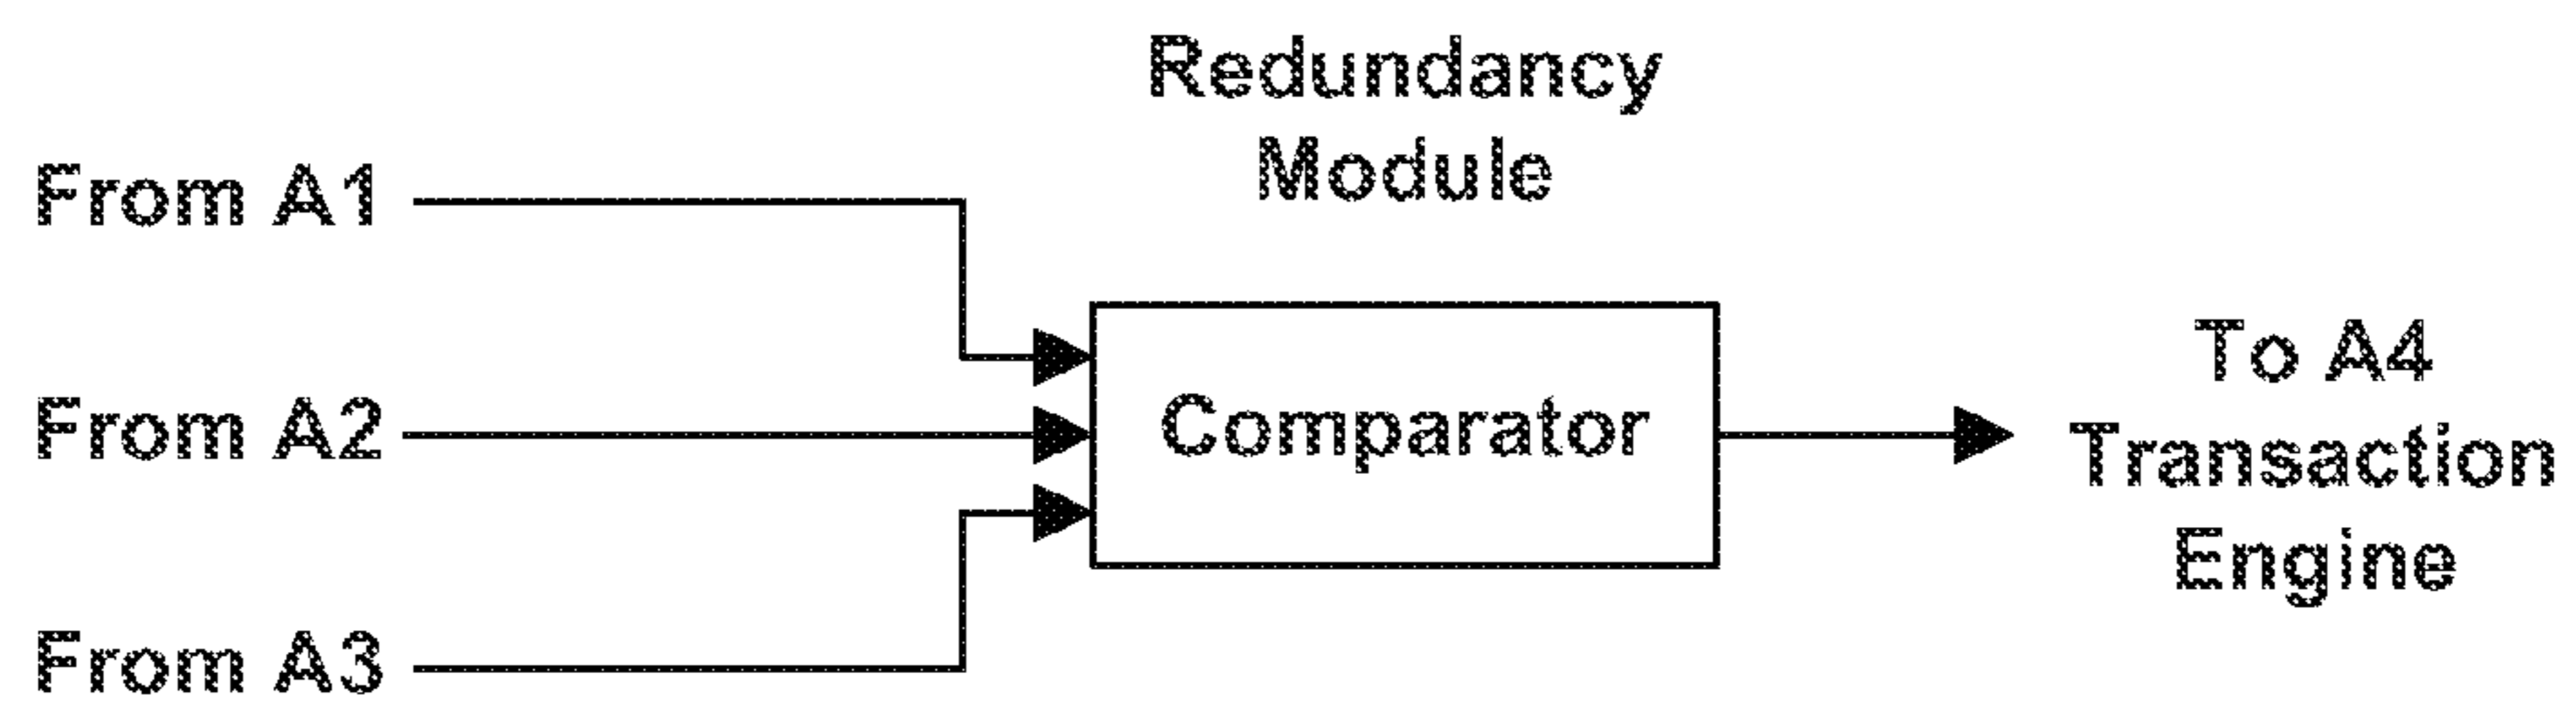 Redundancy
Module
From A1
From A2
From A3
Comparator
To A4
Transaction
Engine